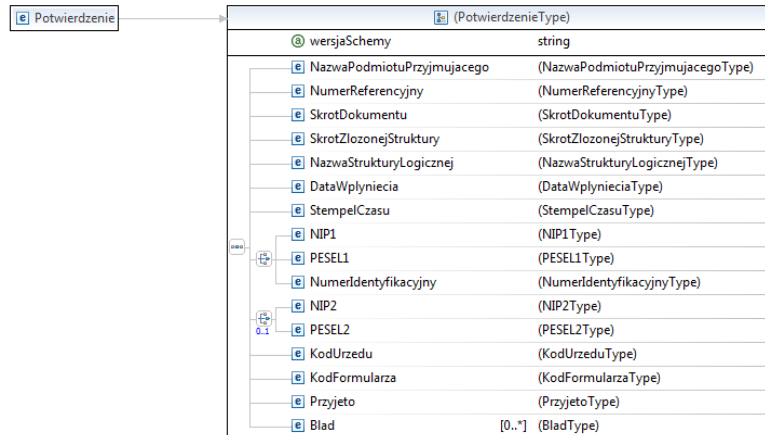 e Potwierdzenie
(PotwierdzenieType)
a wersjaSchemy string
e NazwaPodmiotuPrzyjmujacego (NazwaPodmiotuPrzyjmujacegoType)
e NumerReferencyjny (NumerReferencyjnyType)
e SkrotDokumentu (SkrotDokumentuType)
e SkrotZlozonejStruktury (SkrotZlozonejStrukturyType)
e NazwaStrukturyLogicznej (NazwaStrukturyLogicznejType)
e DataWplyniecia (DataWplynieciaType)
e StempelCzasu (StempelCzasuType)
e NIP1 (NIP1Type)
e PESEL1 (PESEL1Type)
e NumerIdentyfikacyjny (NumerIdentyfikacyjnyType)
e NIP2 (NIP2Type)
0..1 e PESEL2 (PESEL2Type)
e KodUrzedu (KodUrzeduType)
e KodFormularza (KodFormularzaType)
e Przyjeto (PrzyjetoType)
e Blad [0..*] (BladType)